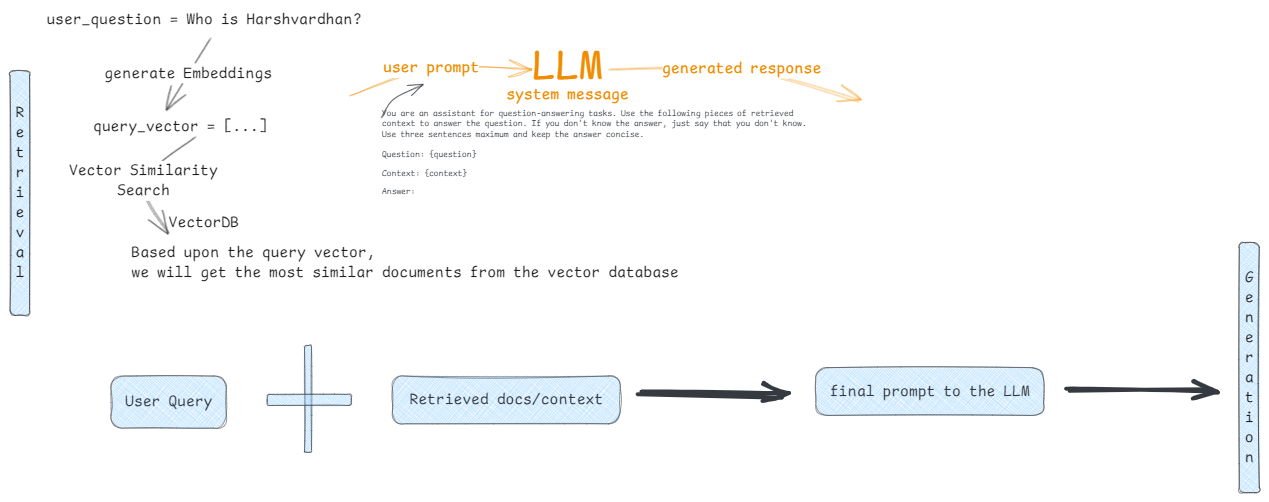 user_question = Who is Harshvardhan?
generate Embeddings
query_vector = [...]
Vector Similarity
Search
VectorDB
Based upon the query vector,
we will get the most similar documents from the vector database
Retrieval
user prompt
LLM
generated response
system message
You are an assistant for question-answering tasks. Use the following pieces of retrieved
context to answer the question. If you don't know the answer, just say that you don't know.
Use three sentences maximum and keep the answer concise.
Question: {question}
Context: {context}
Answer:
User Query
Retrieved docs/context
final prompt to the LLM
Generation